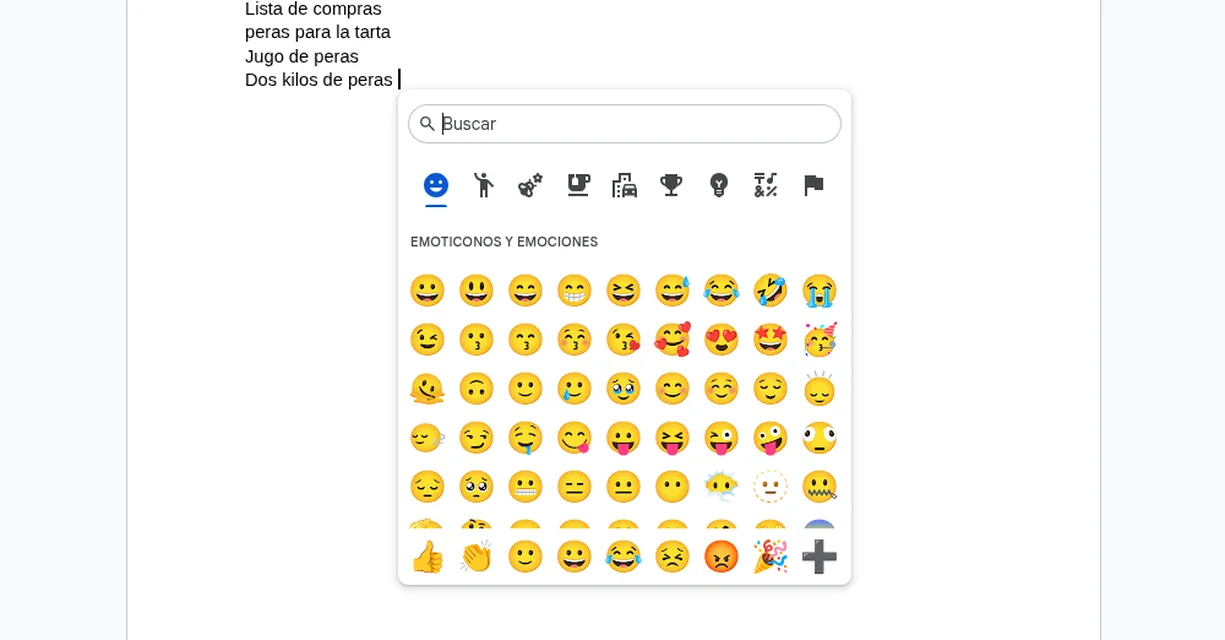 Lista de compras
peras para la tarta
Jugo de peras
Dos kilos de peras
Buscar
EMOTICONOS Y EMOCIONES